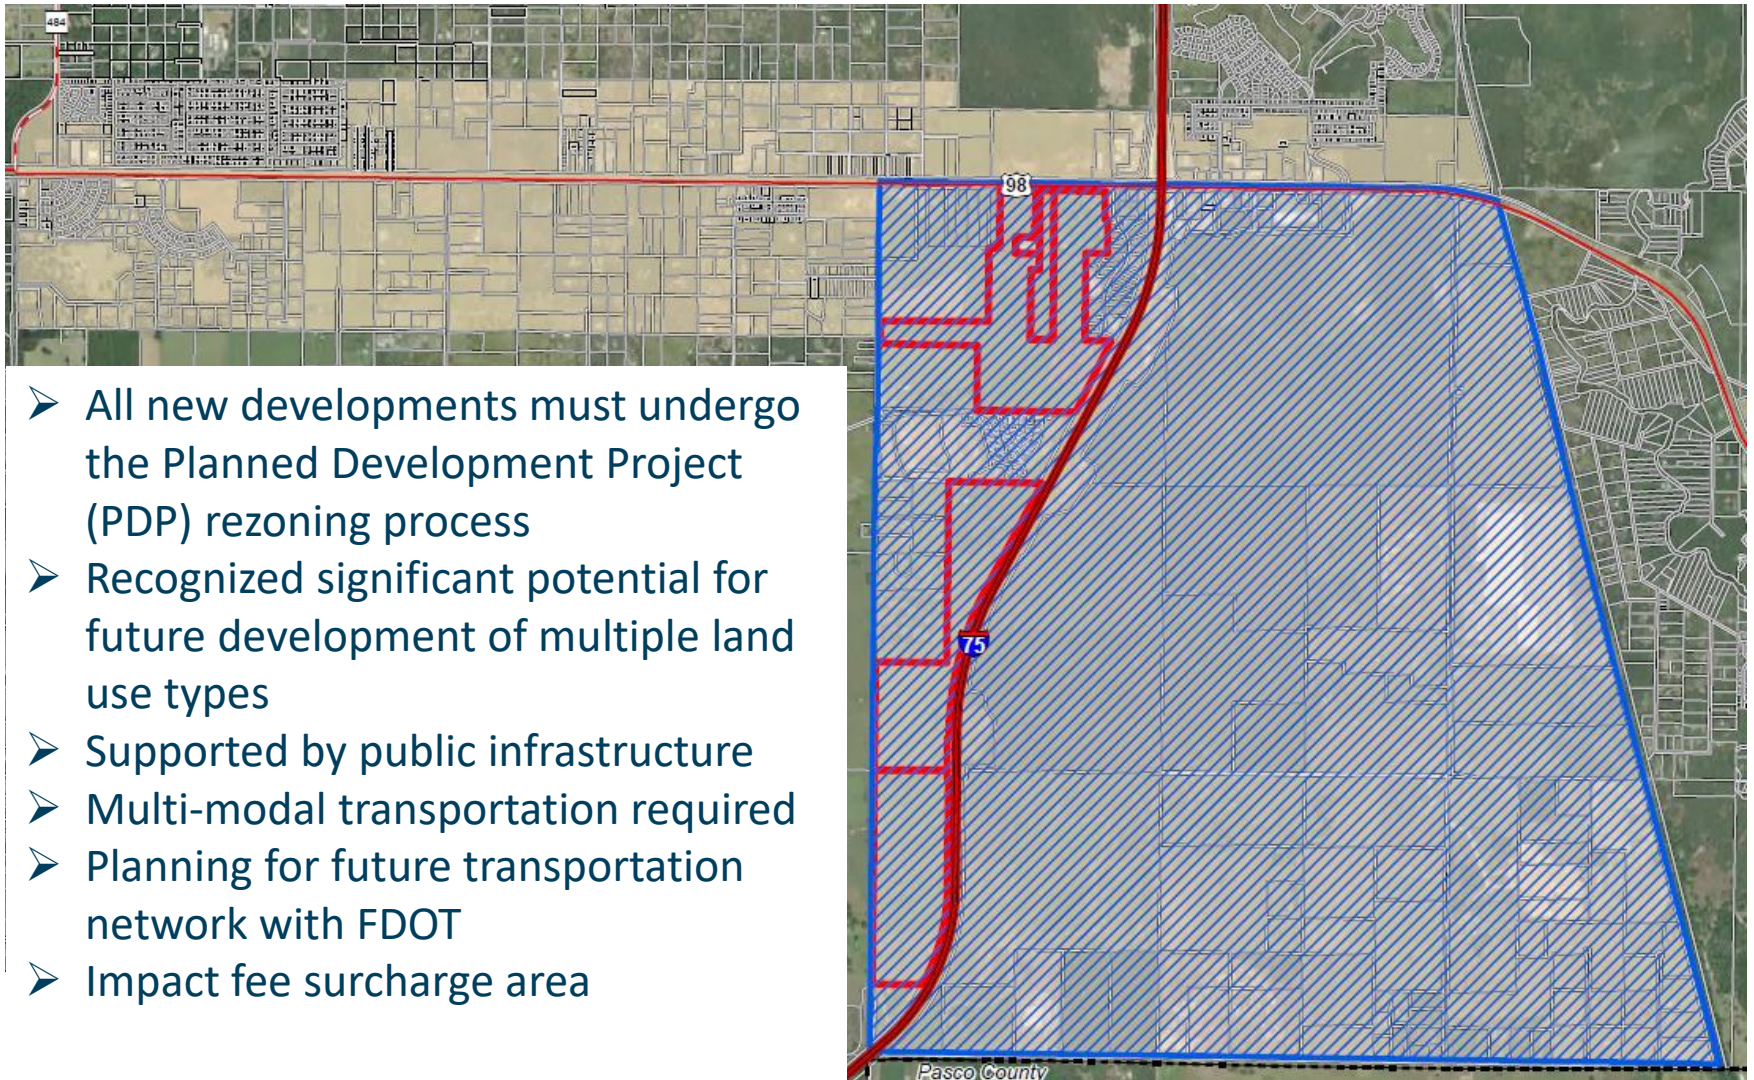 484
98
➢ All new developments must undergo
the Planned Development Project
(PDP) rezoning process
➢ Recognized significant potential for
future development of multiple land
use types
➢ Supported by public infrastructure
➢ Multi-modal transportation required
➢ Planning for future transportation
network with FDOT
➢ Impact fee surcharge area
75
Pasco County